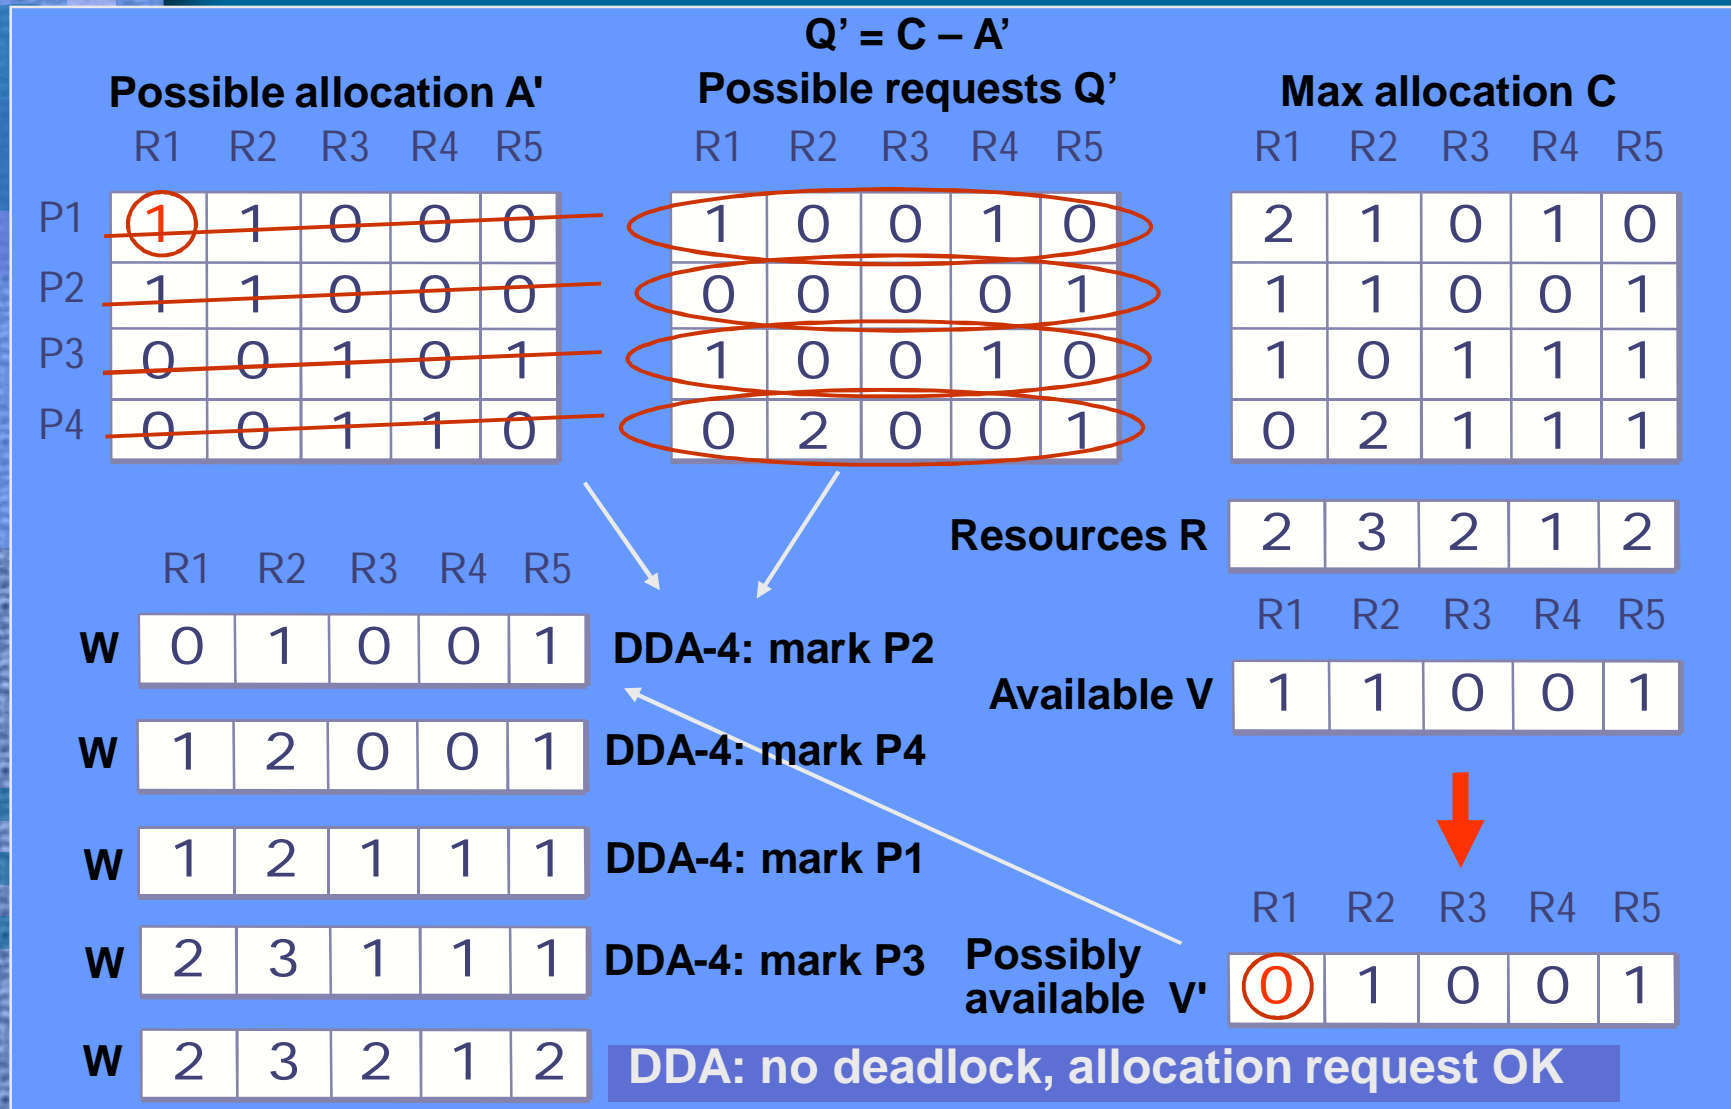 Q’ = C – A’
Possible allocation A'
Possible requests Q’
Max allocation C
R1 R2 R3 R4 R5
R1 R2 R3 R4 R5
R1 R2 R3 R4 R5
P1 1 1 0 0 0
1 0 0 1 0
2 1 0 1 0
P2 1 1 0 0 0
0 0 0 0 1
1 1 0 0 1
P3 0 0 1 0 1
1 0 0 1 0
1 0 1 1 1
P4 0 0 1 1 0
0 2 0 0 1
0 2 1 1 1
Resources R 2 3 2 1 2
R1 R2 R3 R4 R5
R1 R2 R3 R4 R5
W 0 1 0 0 1 DDA-4: mark P2
Available V 1 1 0 0 1
W 1 2 0 0 1 DDA-4: mark P4
W 1 2 1 1 1 DDA-4: mark P1
R1 R2 R3 R4 R5
W 2 3 1 1 1 DDA-4: mark P3
Possibly
available V' 0 1 0 0 1
W 2 3 2 1 2 DDA: no deadlock, allocation request OK